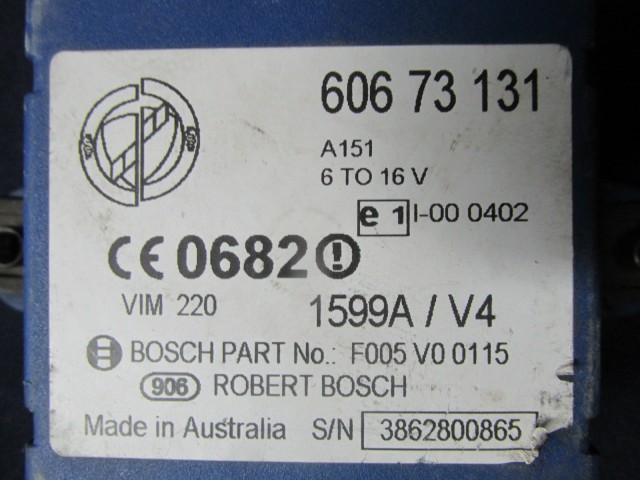 606 73 131
A151
6 TO 16 V
e 1 I-00 0402
CE 0682 !
VIM 220 1599A / V4
BOSCH PART No.: F005 V0 0115
906 ROBERT BOSCH
Made in Australia S/N 3862800865